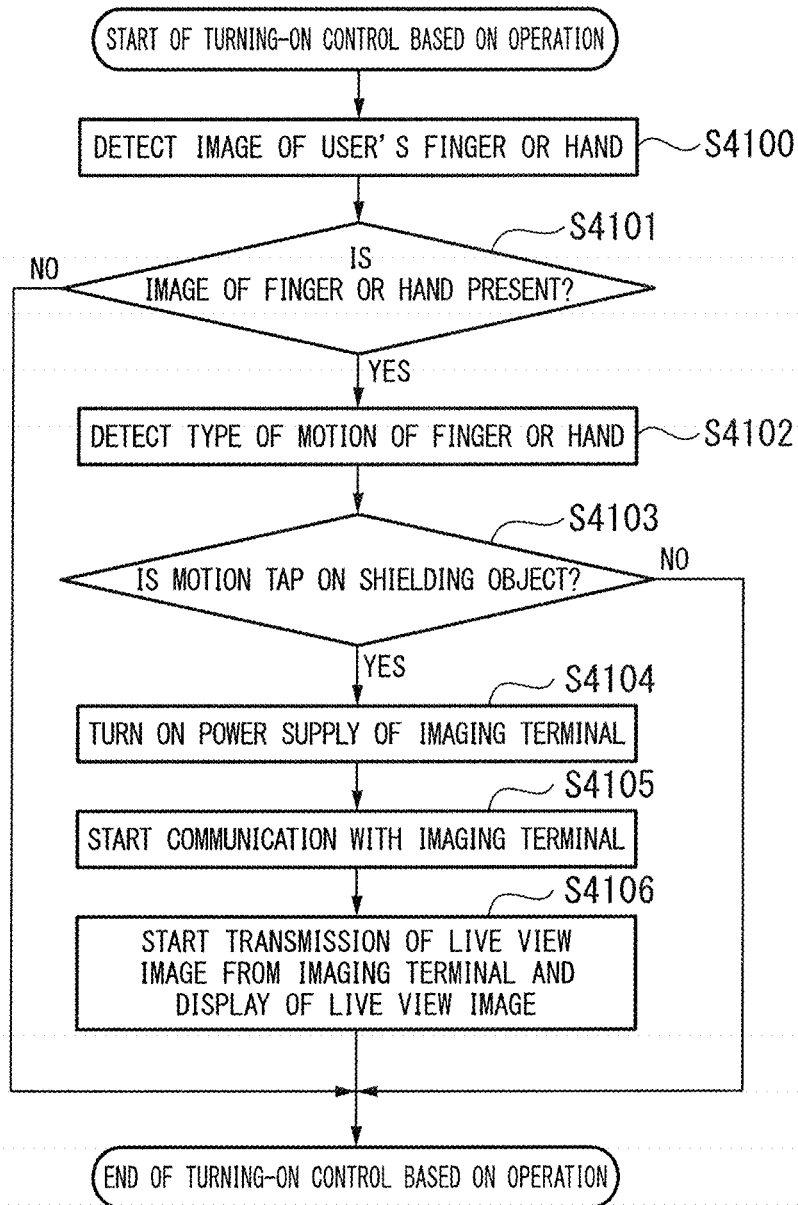 START OF TURNING-ON CONTROL BASED ON OPERATION
DETECT IMAGE OF USER'S FINGER OR HAND
S4100
S4101
IS
IMAGE OF FINGER OR HAND PRESENT?
NO
YES
DETECT TYPE OF MOTION OF FINGER OR HAND
S4102
S4103
IS MOTION TAP ON SHIELDING OBJECT?
NO
YES
S4104
TURN ON POWER SUPPLY OF IMAGING TERMINAL
S4105
START COMMUNICATION WITH IMAGING TERMINAL
S4106
START TRANSMISSION OF LIVE VIEW
IMAGE FROM IMAGING TERMINAL AND
DISPLAY OF LIVE VIEW IMAGE
END OF TURNING-ON CONTROL BASED ON OPERATION